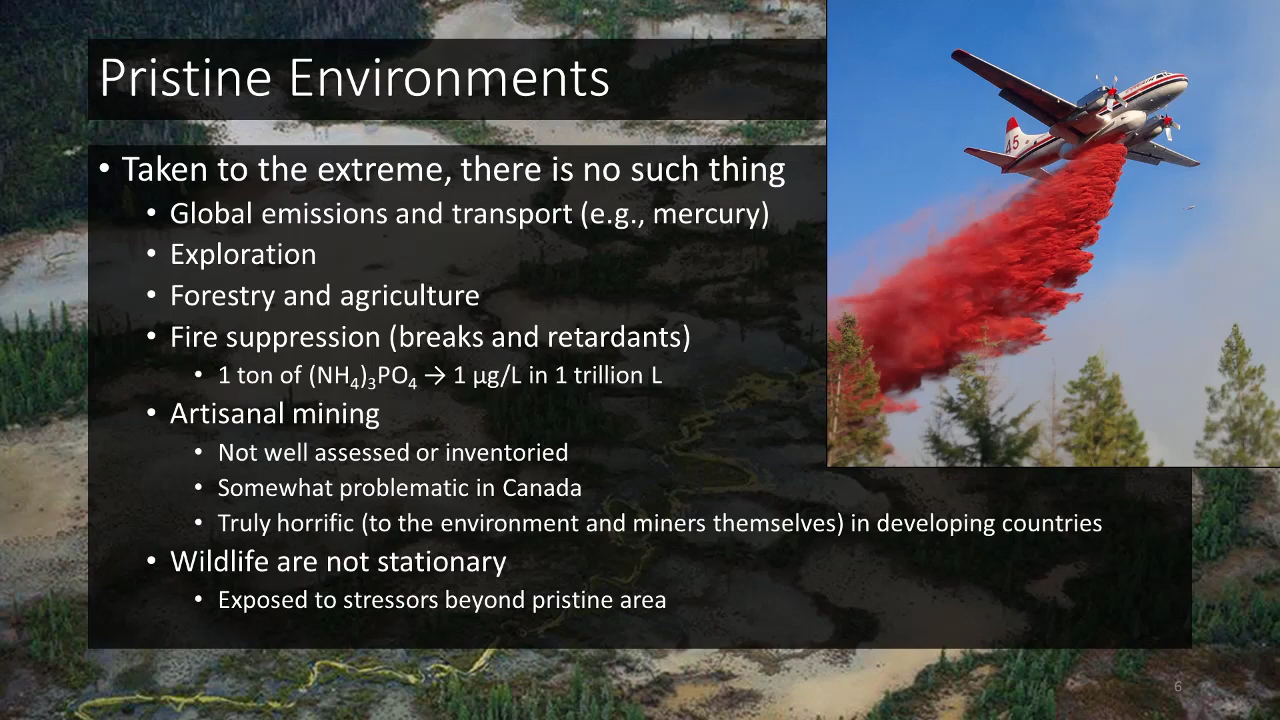 Pristine Environments
• Taken to the extreme, there is no such thing
• Global emissions and transport (e.g., mercury)
• Exploration
• Forestry and agriculture
• Fire suppression (breaks and retardants)
• 1 ton of (NH₄)₃PO₄ → 1 µg/L in 1 trillion L
• Artisanal mining
• Not well assessed or inventoried
• Somewhat problematic in Canada
• Truly horrific (to the environment and miners themselves) in developing countries
• Wildlife are not stationary
• Exposed to stressors beyond pristine area
45
6